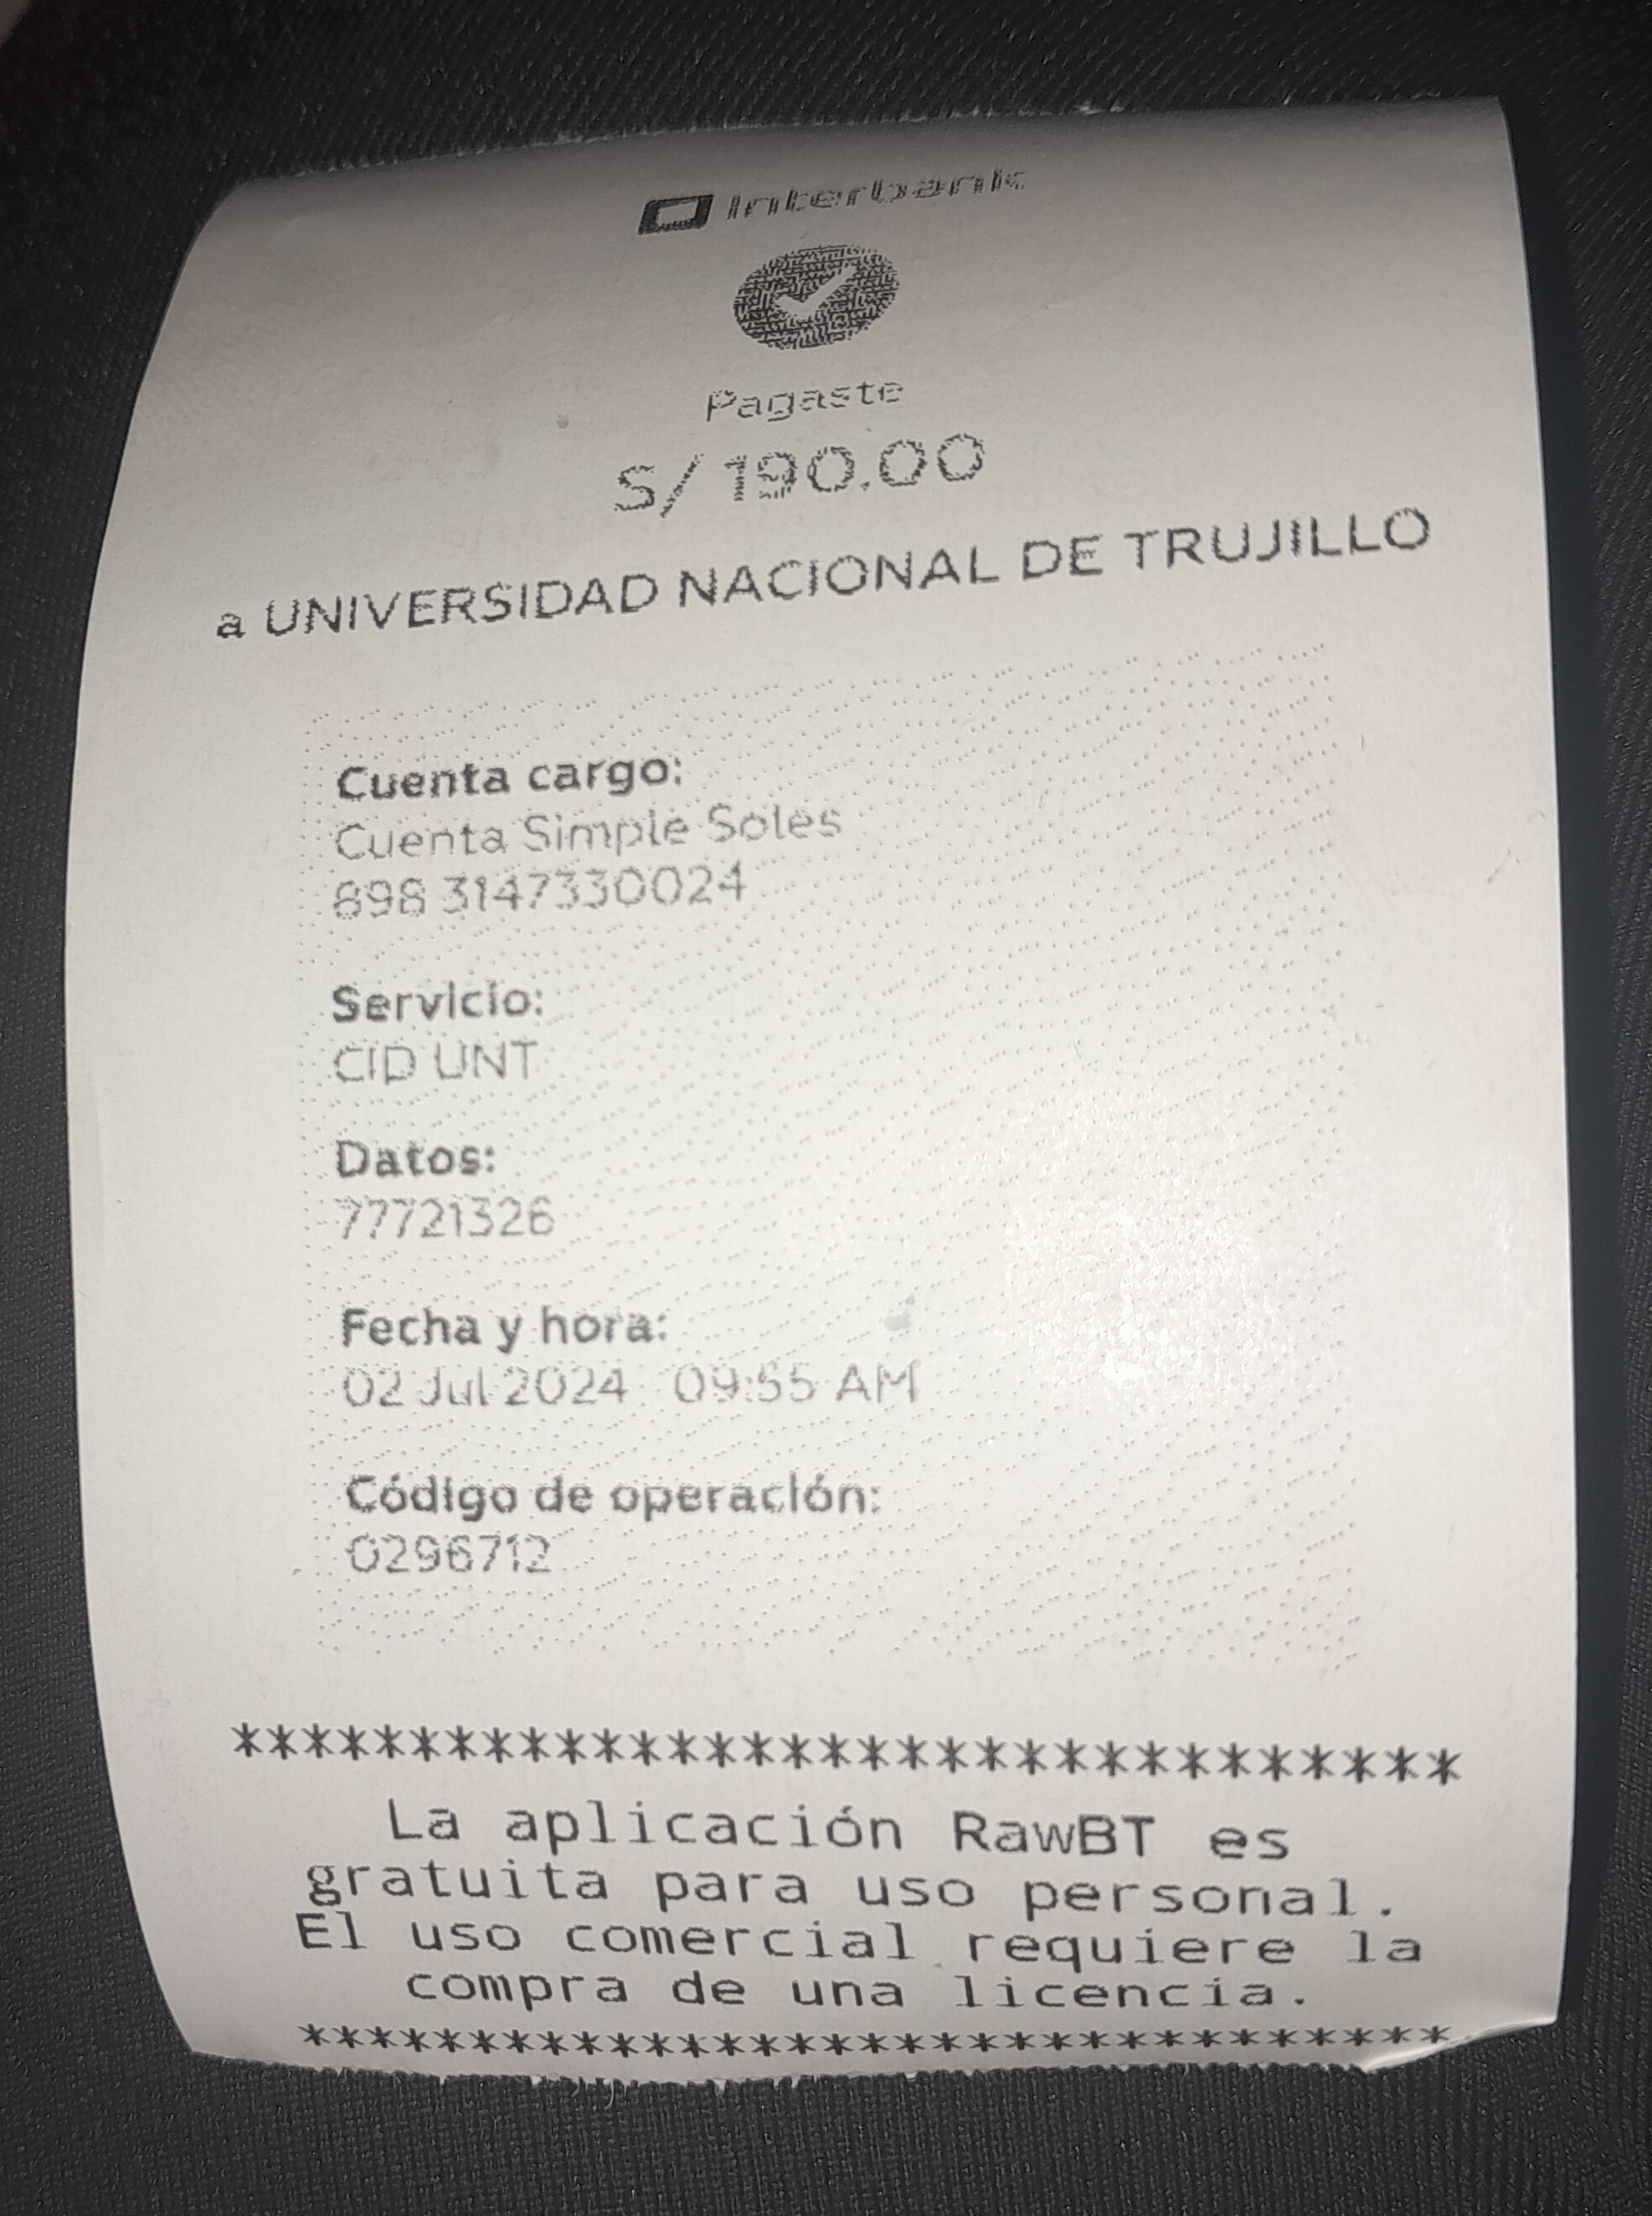 Interbank
Pagaste
S/ 190.00
a UNIVERSIDAD NACIONAL DE TRUJILLO
Cuenta cargo:
Cuenta Simple Soles
898 3147330024
Servicio:
CID UNT
Datos:
77721326
Fecha y hora:
02 Jul 2024 09:55 AM
Código de operación:
0296712
*********************************
La aplicación RawBT es
gratuita para uso personal.
El uso comercial requiere la
compra de una licencia.
*********************************